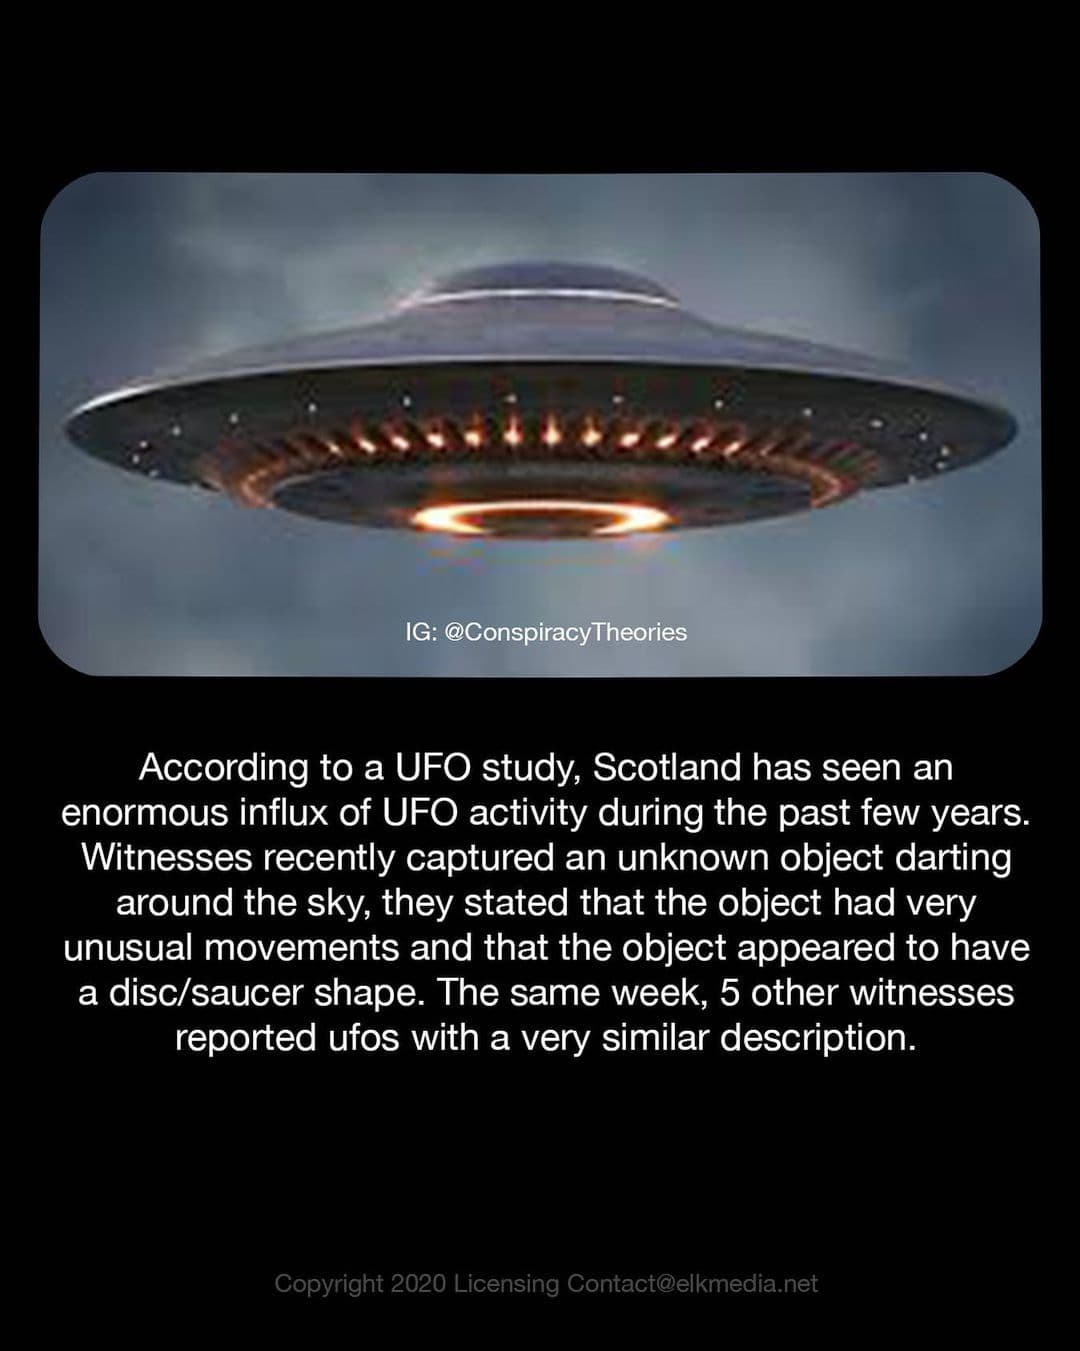 IG: @ConspiracyTheories
According to a UFO study, Scotland has seen an
enormous influx of UFO activity during the past few years.
Witnesses recently captured an unknown object darting
around the sky, they stated that the object had very
unusual movements and that the object appeared to have
a disc/saucer shape. The same week, 5 other witnesses
reported ufos with a very similar description.
Copyright 2020 Licensing Contact@elkmedia.net